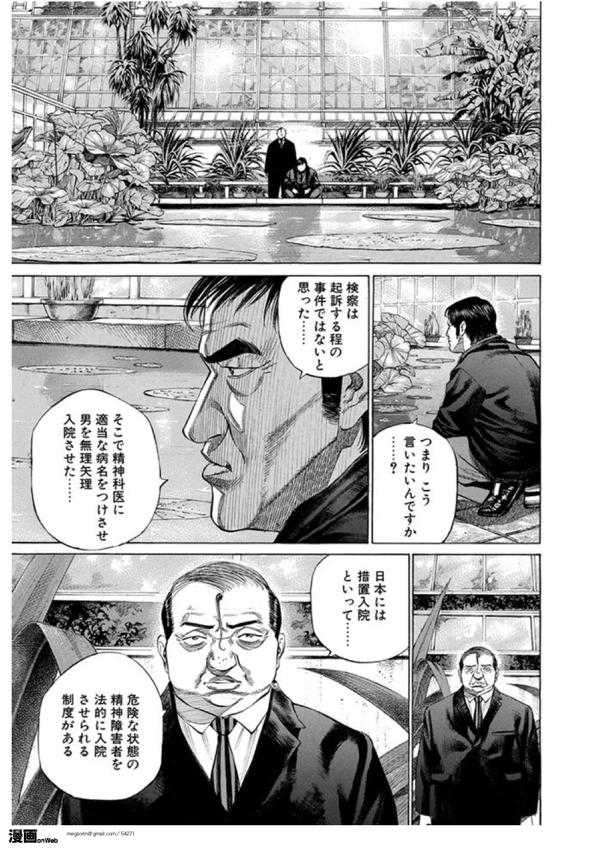 つまり こう
言いたいんですか
……？
検察は
起訴する程の
事件ではないと
思った……
そこで精神科医に
適当な病名をつけさせ
男を無理矢理
入院させた……
日本には
措置入院
といって……
危険な状態の
精神障害者を
法的に入院
させられる
制度がある
漫画onWeb
megaorin@gmail.com/54271